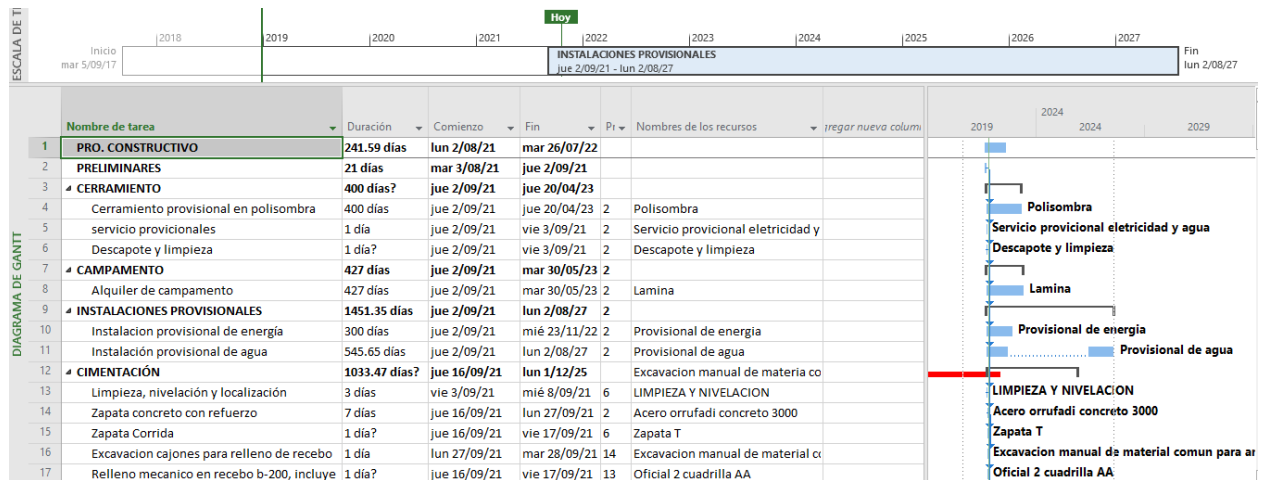 ESCALA DE TI
Hoy
2018 2019 2020 2021 2022 2023 2024 2025 2026 2027
Inicio
mar 5/09/17
INSTALACIONES PROVISIONALES
jue 2/09/21 - lun 2/08/27
Fin
lun 2/08/27
DIAGRAMA DE GANTT
Nombre de tarea Duración Comienzo Fin Pr Nombres de los recursos regar nueva column
2024
2019 2024 2029
1 PRO. CONSTRUCTIVO 241.59 días lun 2/08/21 mar 26/07/22
2 PRELIMINARES 21 días mar 3/08/21 jue 2/09/21
3 CERRAMIENTO 400 días? jue 2/09/21 jue 20/04/23
4 Cerramiento provisional en polisombra 400 días jue 2/09/21 jue 20/04/23 2 Polisombra Polisombra
5 servicio provicionales 1 día jue 2/09/21 vie 3/09/21 2 Servicio provicional eletricidad y Servicio provicional eletricidad y agua
6 Descapote y limpieza 1 día? jue 2/09/21 vie 3/09/21 2 Descapote y limpieza Descapote y limpieza
7 CAMPAMENTO 427 días jue 2/09/21 mar 30/05/23 2
8 Alquiler de campamento 427 días jue 2/09/21 mar 30/05/23 2 Lamina Lamina
9 INSTALACIONES PROVISIONALES 1451.35 días jue 2/09/21 lun 2/08/27 2
10 Instalacion provisional de energía 300 días jue 2/09/21 mié 23/11/22 2 Provisional de energia Provisional de energia
11 Instalación provisional de agua 545.65 días jue 2/09/21 lun 2/08/27 2 Provisional de agua Provisional de agua
12 CIMENTACIÓN 1033.47 días? jue 16/09/21 lun 1/12/25 Excavacion manual de materia co
13 Limpieza, nivelación y localización 3 días vie 3/09/21 mié 8/09/21 6 LIMPIEZA Y NIVELACION LIMPIEZA Y NIVELACION
14 Zapata concreto con refuerzo 7 días jue 16/09/21 lun 27/09/21 2 Acero orrufadi concreto 3000 Acero orrufadi concreto 3000
15 Zapata Corrida 1 día? jue 16/09/21 vie 17/09/21 6 Zapata T Zapata T
16 Excavacion cajones para relleno de recebo 1 día lun 27/09/21 mar 28/09/21 14 Excavacion manual de material co Excavacion manual de material comun para ar
17 Relleno mecanico en recebo b-200, incluye 1 día? jue 16/09/21 vie 17/09/21 13 Oficial 2 cuadrilla AA Oficial 2 cuadrilla AA